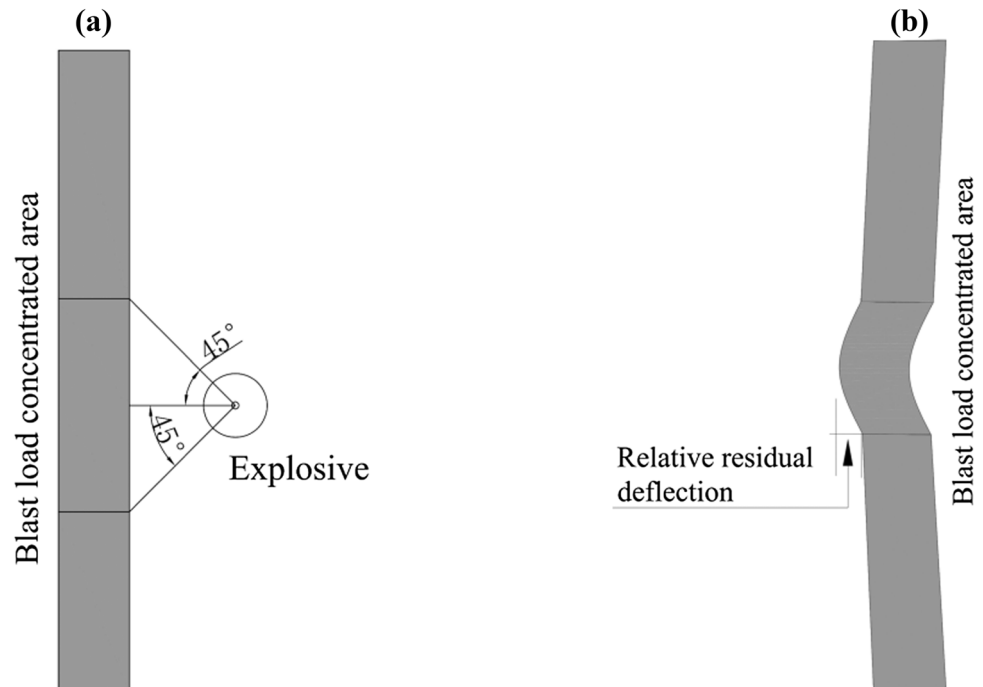 (a)
Blast load concentrated area
45°
45°
Explosive
(b)
Relative residual
deflection
Blast load concentrated area